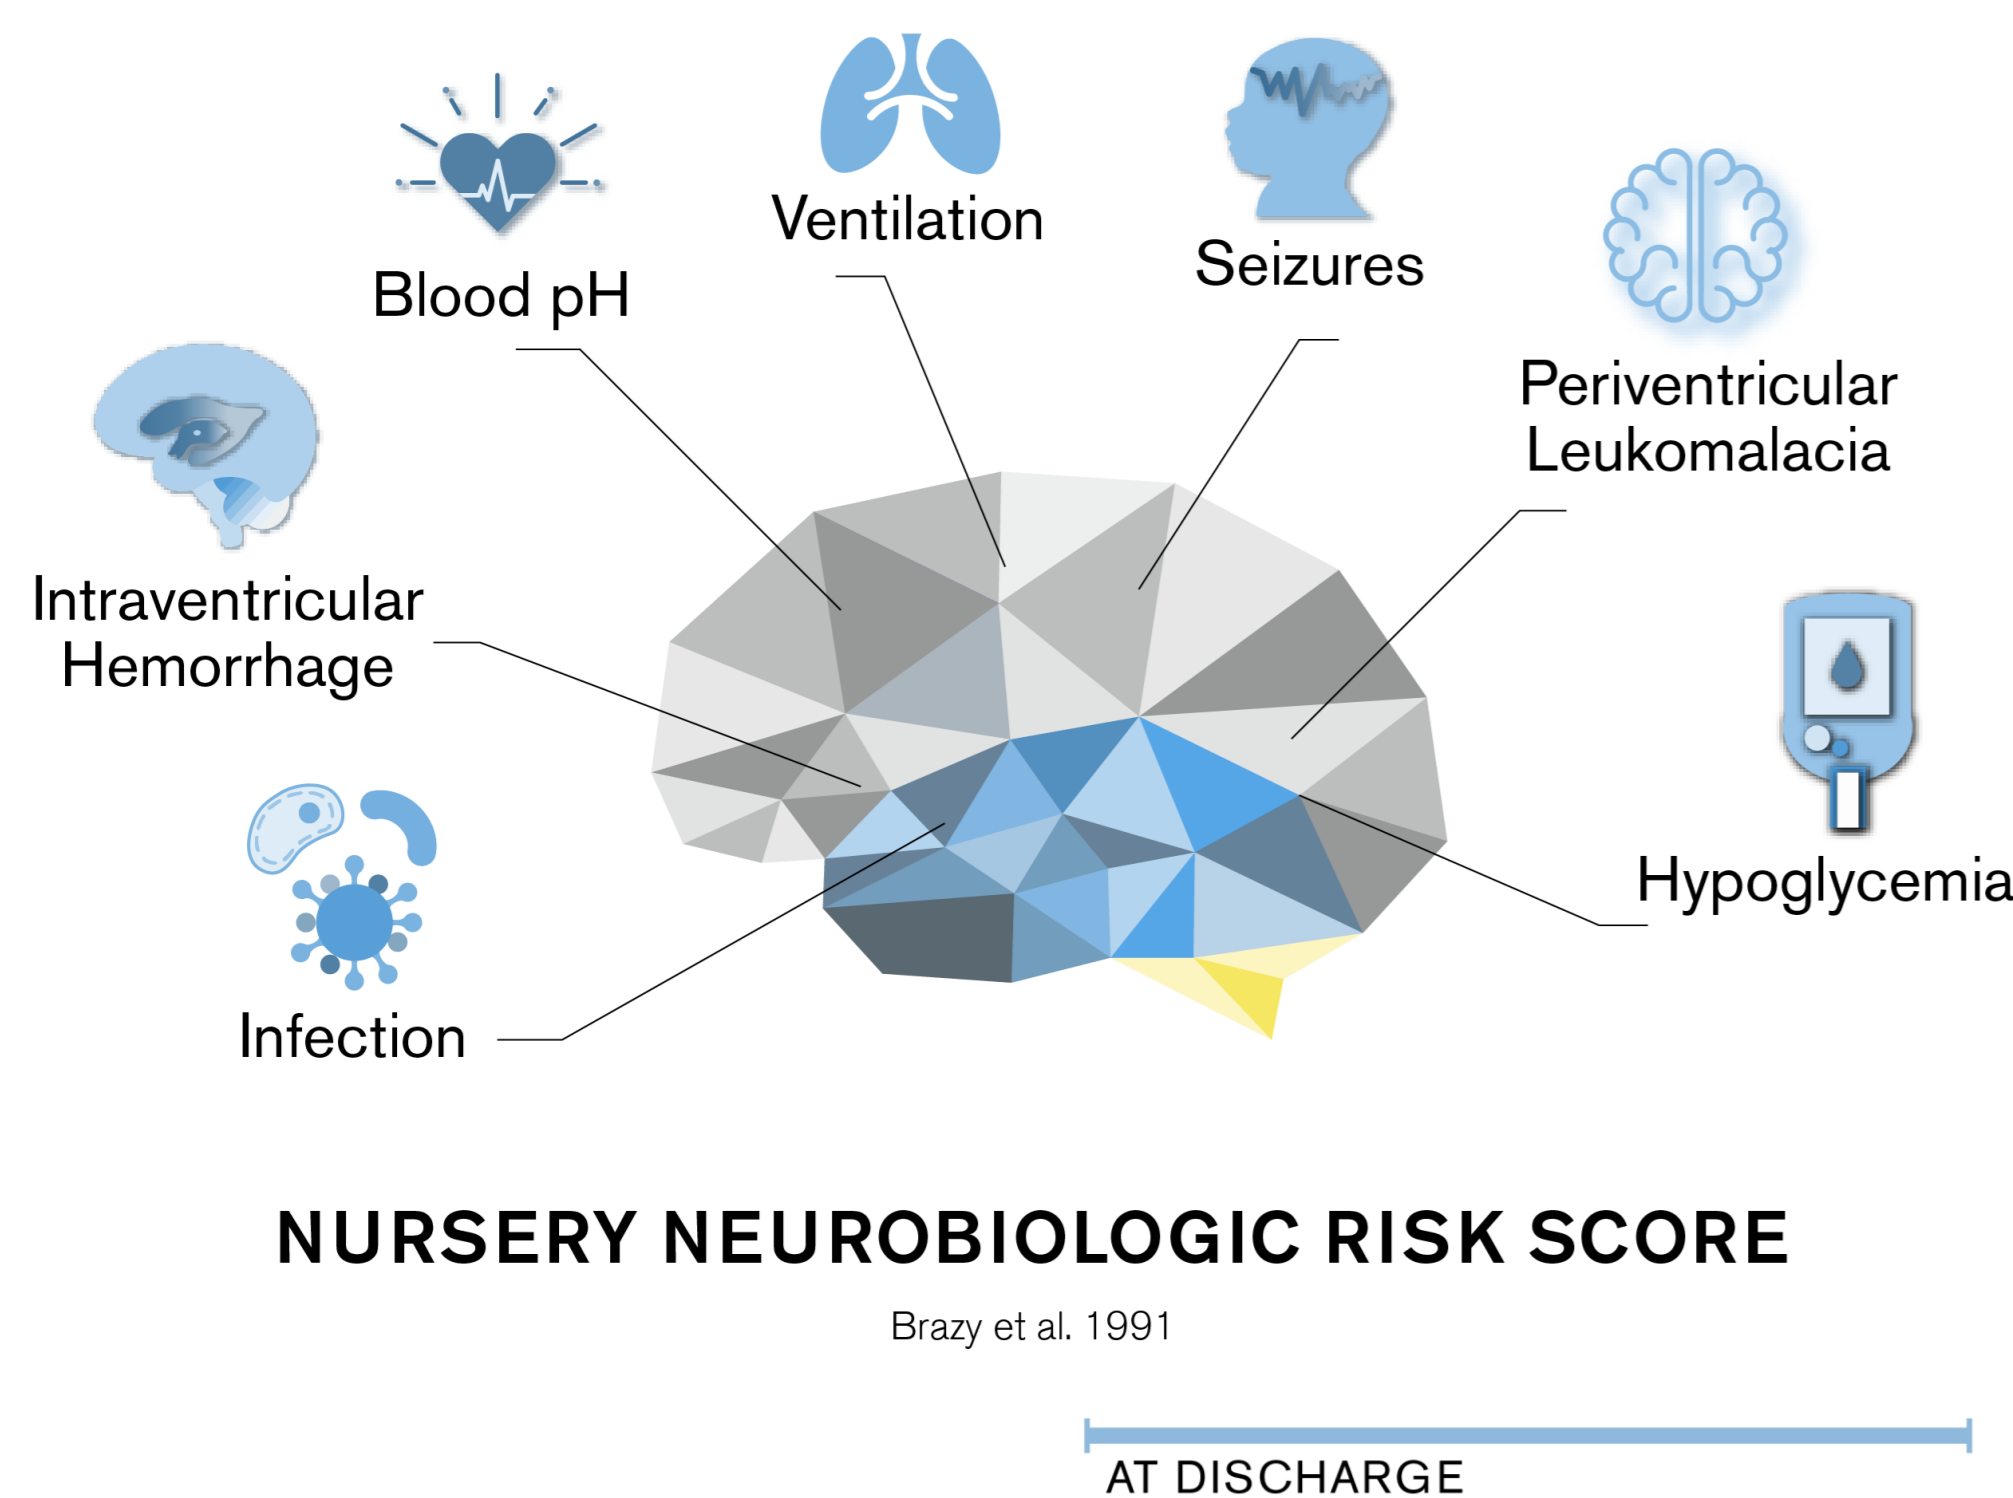 Ventilation
Seizures
Blood pH
Periventricular
Leukomalacia
Intraventricular
Hemorrhage
Hypoglycemia
Infection
NURSERY NEUROBIOLOGIC RISK SCORE
Brazy et al. 1991
AT DISCHARGE